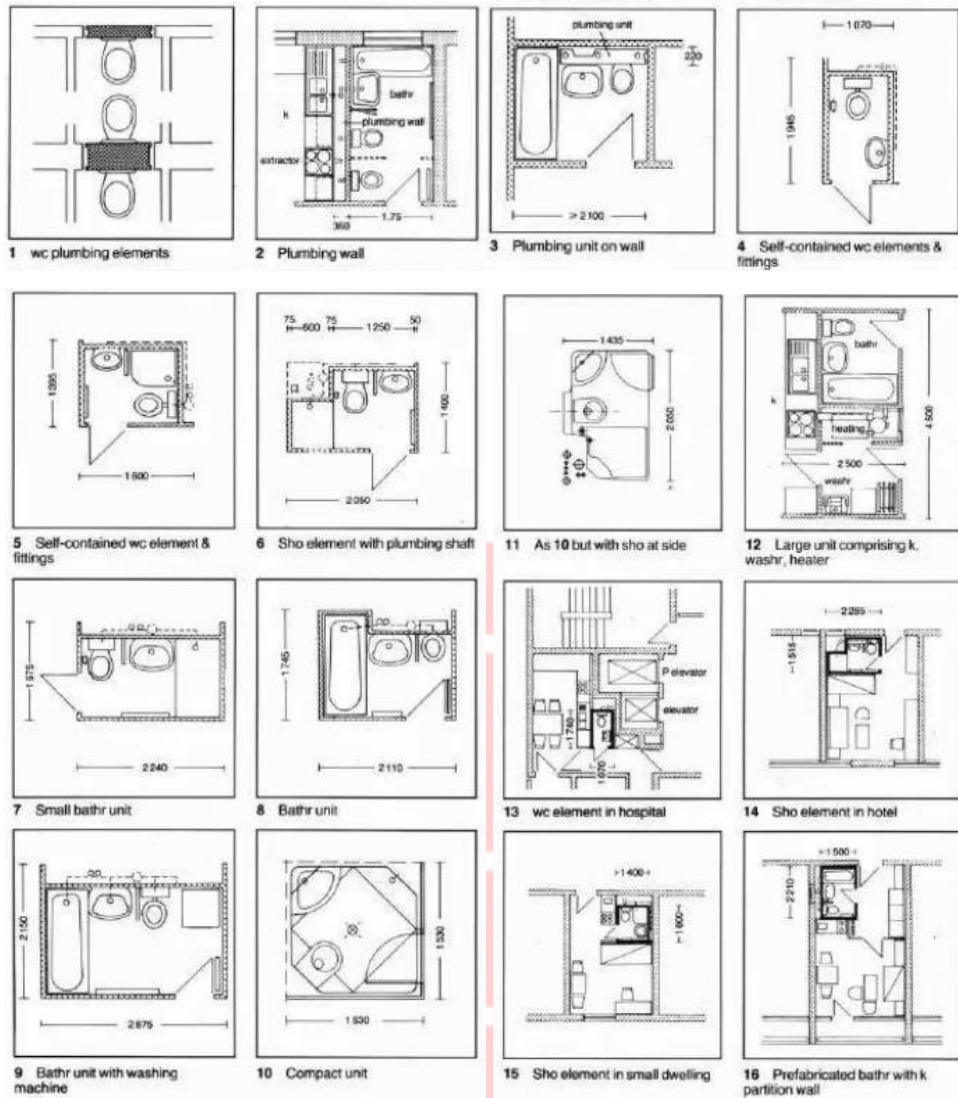 1 wc plumbing elements
bathr
k
plumbing wall
extractor
1.75
360
2 Plumbing wall
plumbing unit
220
≥ 2100
3 Plumbing unit on wall
1070
1945
4 Self-contained wc elements &
fittings
1395
1600
5 Self-contained wc element &
fittings
75 600 75 1250 50
1400
2050
6 Sho element with plumbing shaft
1435
2050
11 As 10 but with sho at side
bathr
k
heating
4500
2500
washr
12 Large unit comprising k,
washr, heater
1575
2240
7 Small bathr unit
1745
2110
8 Bathr unit
P elevator
elevator
1740
1070
13 wc element in hospital
2285
1515
14 Sho element in hotel
2150
2875
9 Bathr unit with washing
machine
1530
1530
10 Compact unit
1400
1600
15 Sho element in small dwelling
1500
2210
16 Prefabricated bathr with k
partition wall